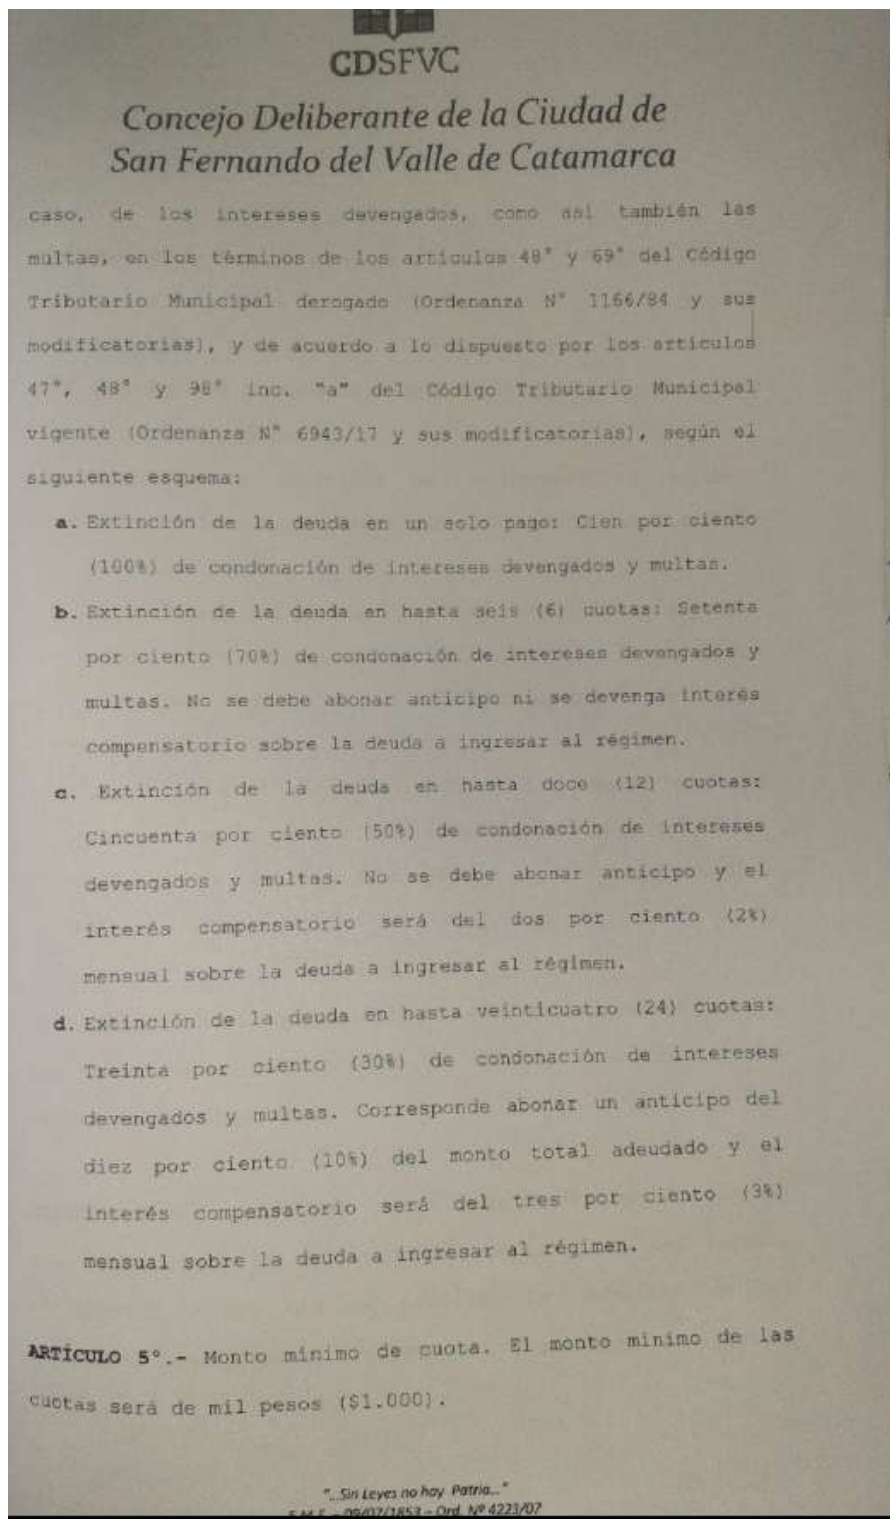 CDSFVC
Concejo Deliberante de la Ciudad de
San Fernando del Valle de Catamarca
caso, de los intereses devengados, como así también las
multas, en los términos de los artículos 48° y 69° del Código
Tributario Municipal derogado (Ordenanza N° 1166/84 y sus
modificatorias), y de acuerdo a lo dispuesto por los artículos
47°, 48° y 98° inc. "a" del Código Tributario Municipal
vigente (Ordenanza N° 6943/17 y sus modificatorias), según el
siguiente esquema:
a. Extinción de la deuda en un solo pago: Cien por ciento
(100%) de condonación de intereses devengados y multas.
b. Extinción de la deuda en hasta seis (6) cuotas: Setenta
por ciento (70%) de condonación de intereses devengados y
multas. No se debe abonar anticipo ni se devenga interés
compensatorio sobre la deuda a ingresar al régimen.
c. Extinción de la deuda en hasta doce (12) cuotas:
Cincuenta por ciento (50%) de condonación de intereses
devengados y multas. No se debe abonar anticipo y el
interés compensatorio será del dos por ciento (2%)
mensual sobre la deuda a ingresar al régimen.
d. Extinción de la deuda en hasta veinticuatro (24) cuotas:
Treinta por ciento (30%) de condonación de intereses
devengados y multas. Corresponde abonar un anticipo del
diez por ciento (10%) del monto total adeudado y el
interés compensatorio será del tres por ciento (3%)
mensual sobre la deuda a ingresar al régimen.
ARTÍCULO 5°.- Monto mínimo de cuota. El monto mínimo de las
cuotas será de mil pesos ($1.000).
"...Sin Leyes no hay Patria..."
F.M.E. – 09/07/1853 – Ord. Nº 4223/07